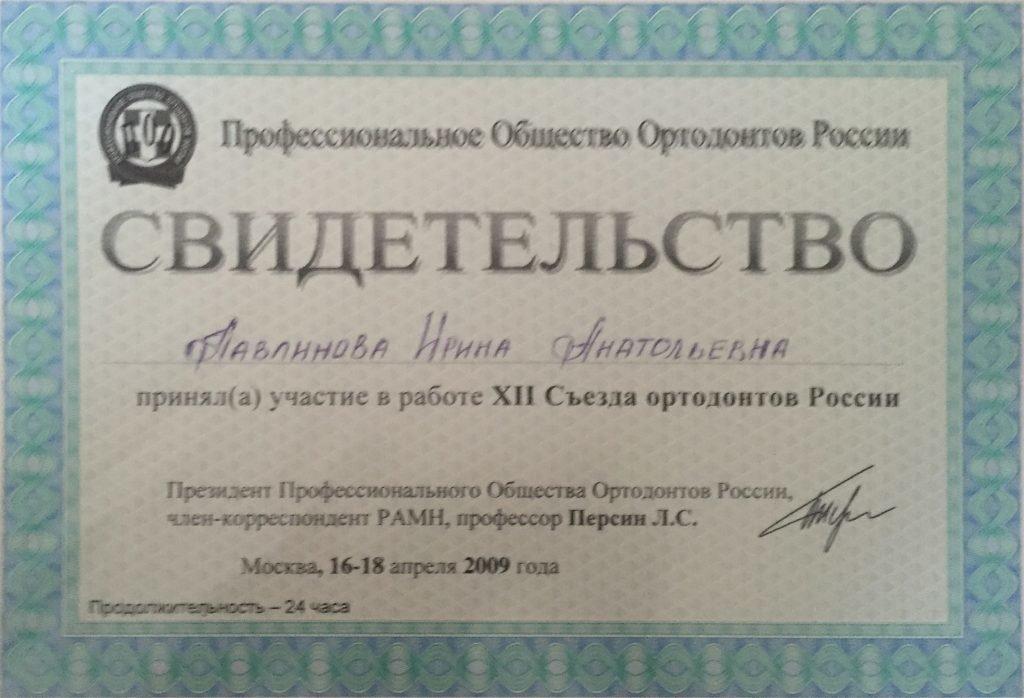 Профессиональное Общество Ортодонтов России
СВИДЕТЕЛЬСТВО
Павлинова Ирина Анатольевна
принял(а) участие в работе XII Съезда ортодонтов России
Президент Профессионального Общества Ортодонтов России,
член-корреспондент РАМН, профессор Персин Л.С.
Москва, 16-18 апреля 2009 года
Продолжительность – 24 часа